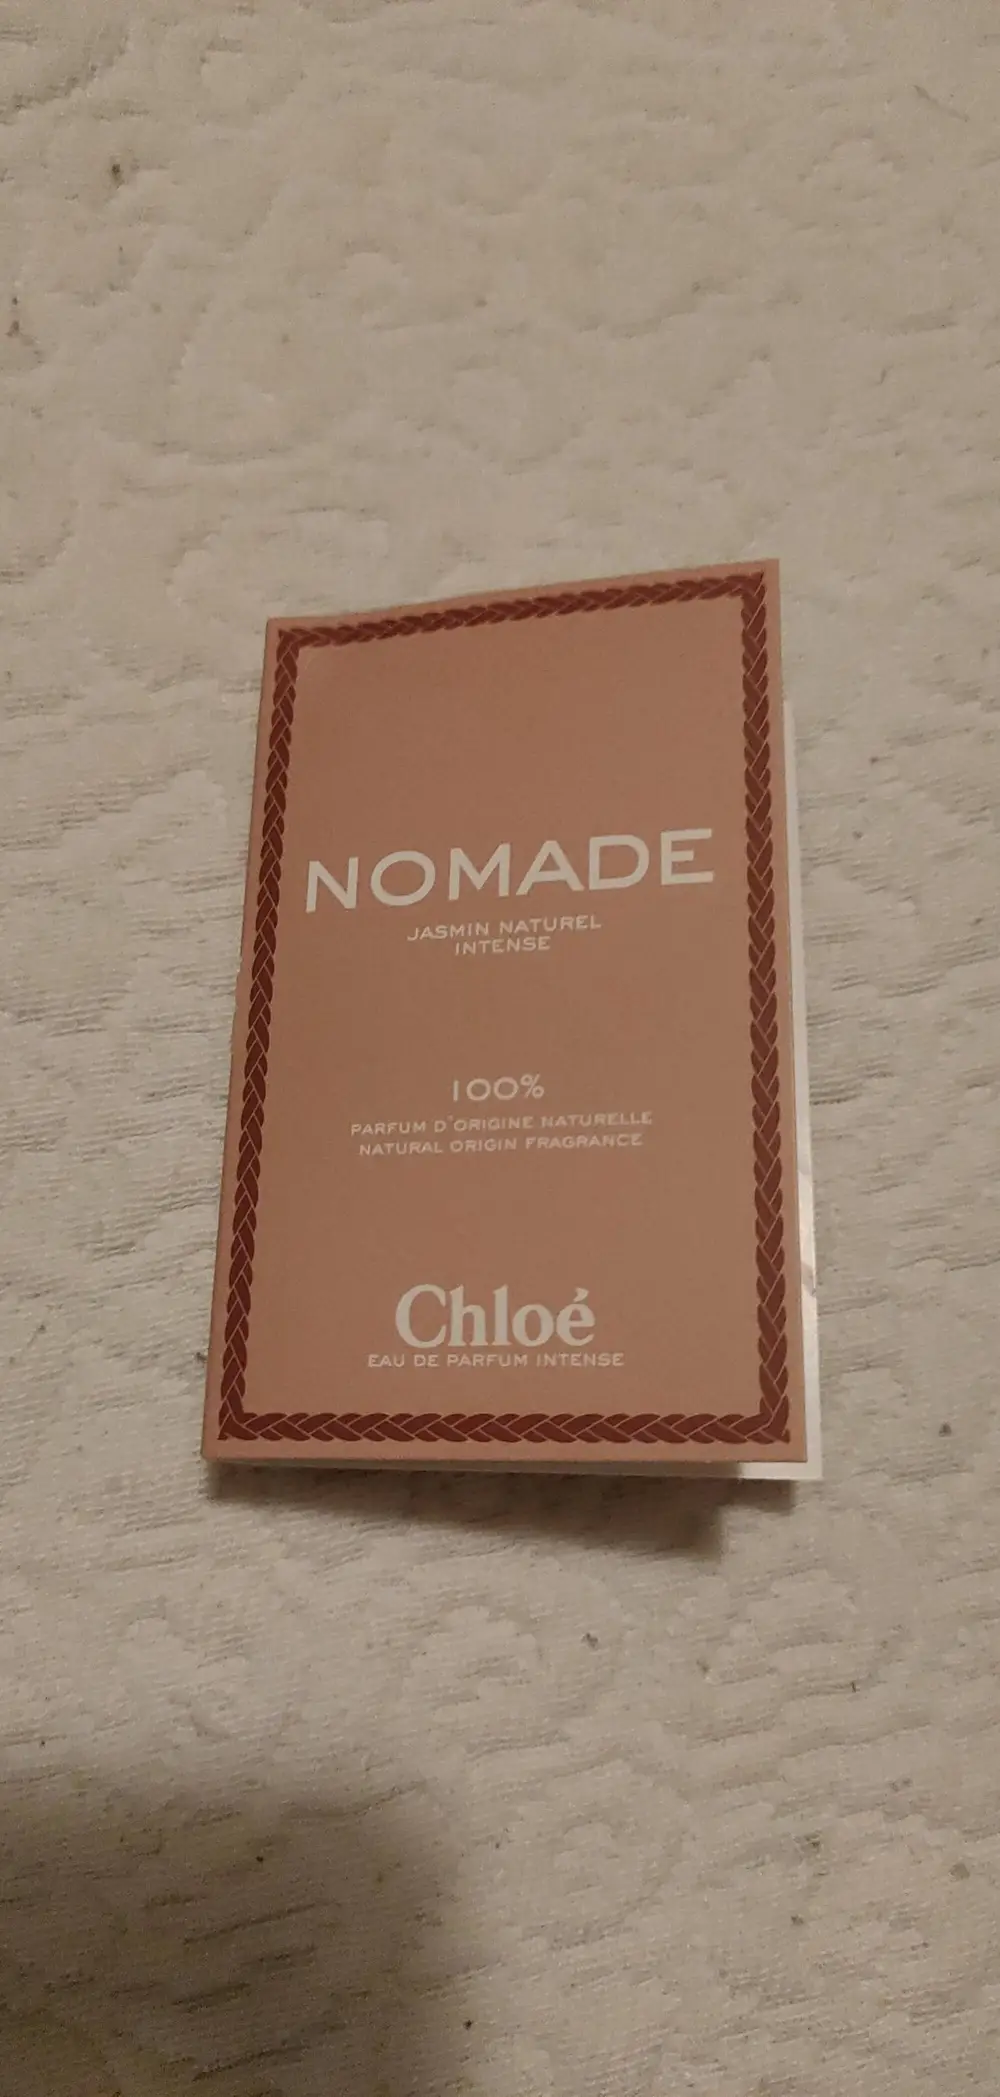 NOMADE
JASMIN NATUREL
INTENSE
100%
PARFUM D'ORIGINE NATURELLE
NATURAL ORIGIN FRAGRANCE
Chloé
EAU DE PARFUM INTENSE